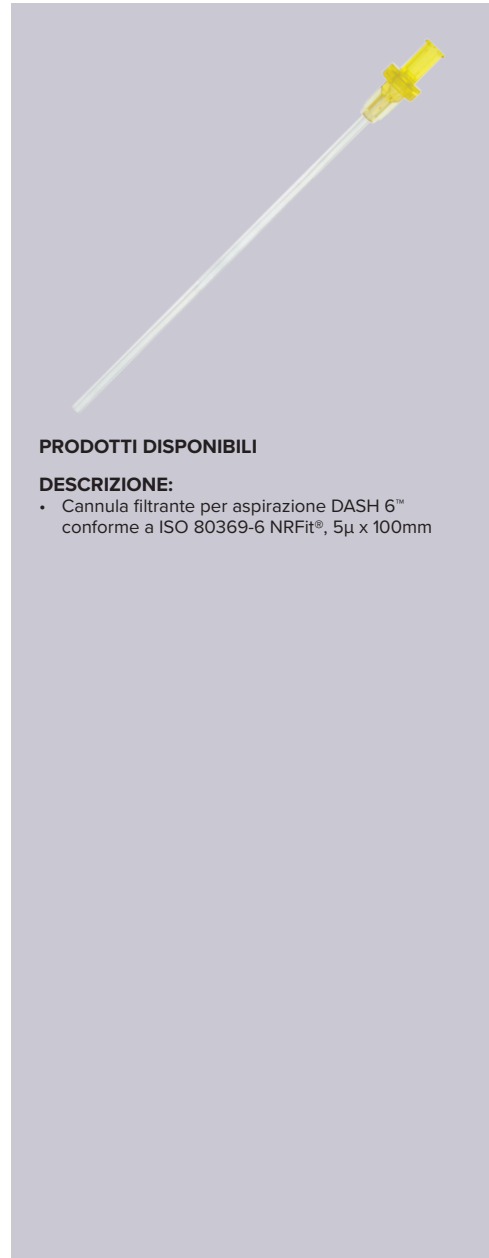 PRODOTTI DISPONIBILI
DESCRIZIONE:
• Cannula filtrante per aspirazione DASH 6™
conforme a ISO 80369-6 NRFit®, 5µ x 100mm